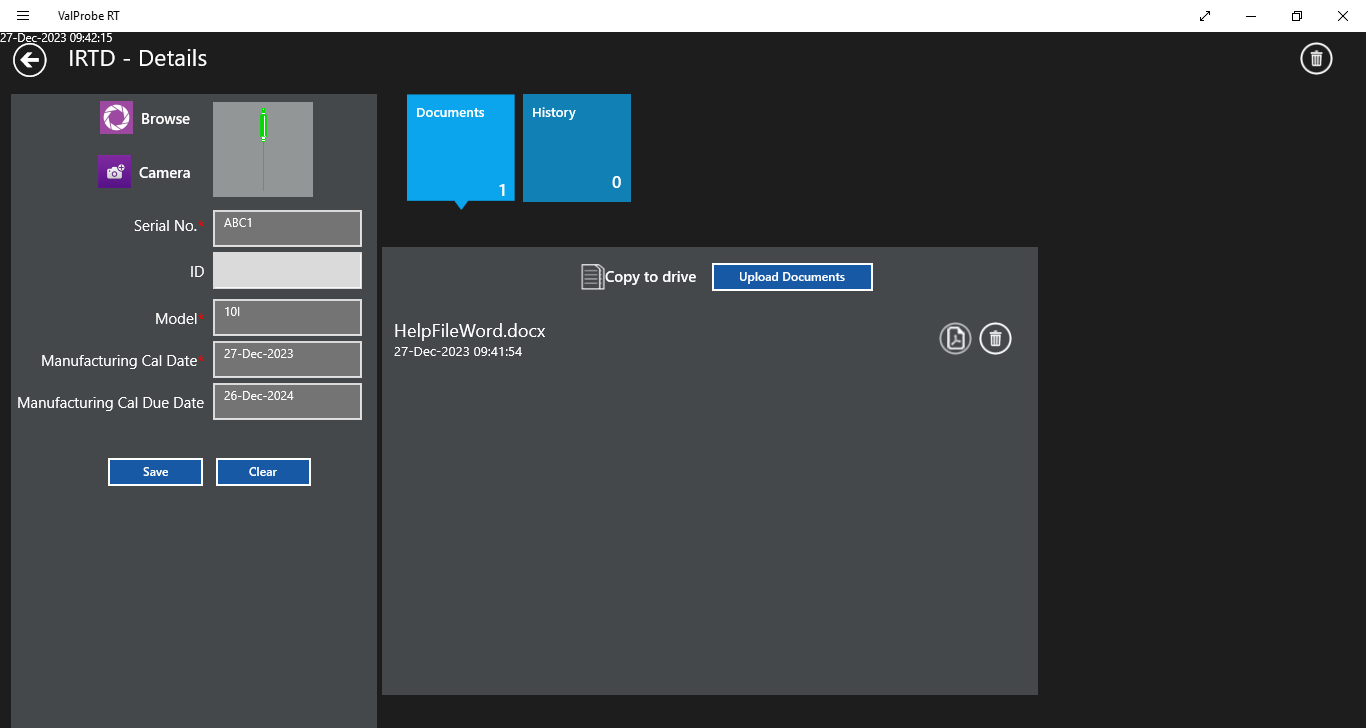 ValProbe RT
27-Dec-2023 09:42:15
IRTD - Details
Browse
Camera
Serial No.*
ABC1
ID
Model*
10I
Manufacturing Cal Date*
27-Dec-2023
Manufacturing Cal Due Date
26-Dec-2024
Save
Clear
Documents
1
History
0
Copy to drive
Upload Documents
HelpFileWord.docx
27-Dec-2023 09:41:54